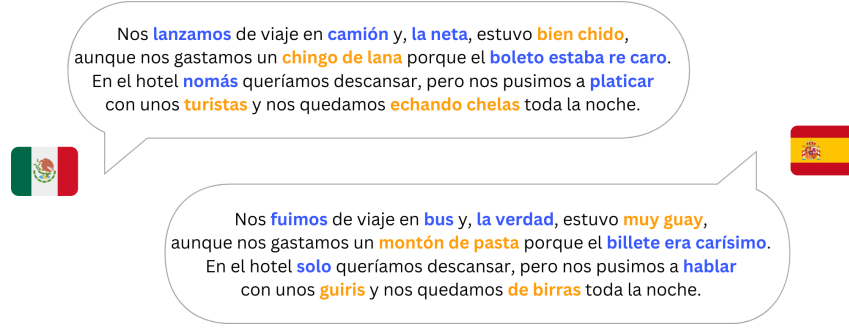 Nos lanzamos de viaje en camión y, la neta, estuvo bien chido,
aunque nos gastamos un chingo de lana porque el boleto estaba re caro.
En el hotel nomás queríamos descansar, pero nos pusimos a platicar
con unos turistas y nos quedamos echando chelas toda la noche.
Nos fuimos de viaje en bus y, la verdad, estuvo muy guay,
aunque nos gastamos un montón de pasta porque el billete era carísimo.
En el hotel solo queríamos descansar, pero nos pusimos a hablar
con unos guiris y nos quedamos de birras toda la noche.